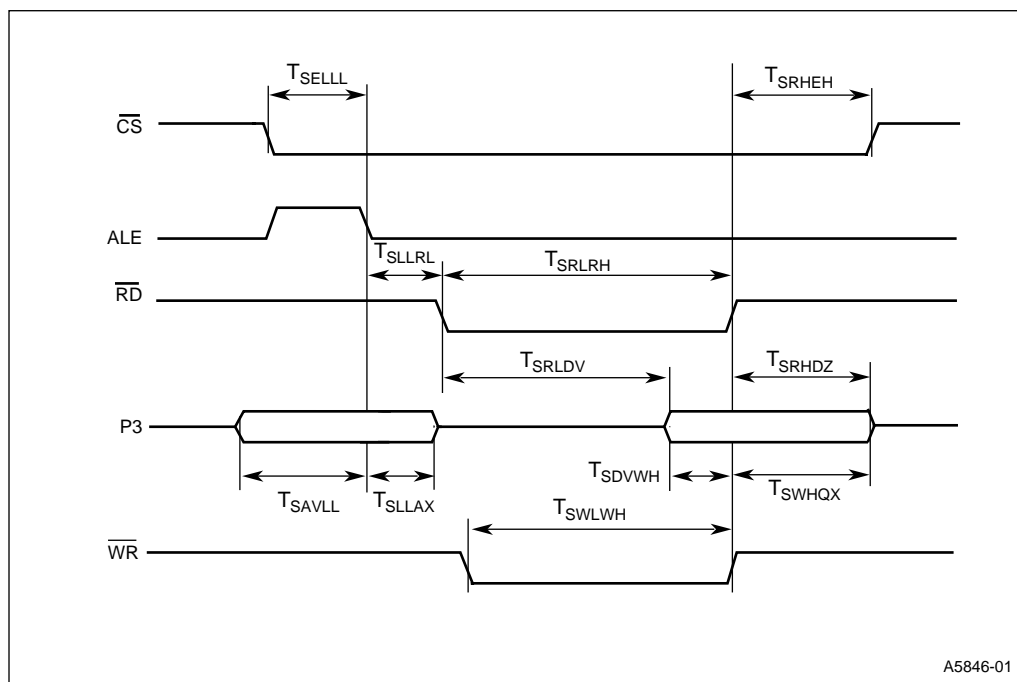 TSELLL
TSRHEH
CS
ALE
TSLLRL
TSRLRH
RD
TSRLDV
TSRHDZ
P3
TSDVWH
TSAVLL
TSLLAX
TSWLWH
TSWHQX
WR
A5846-01